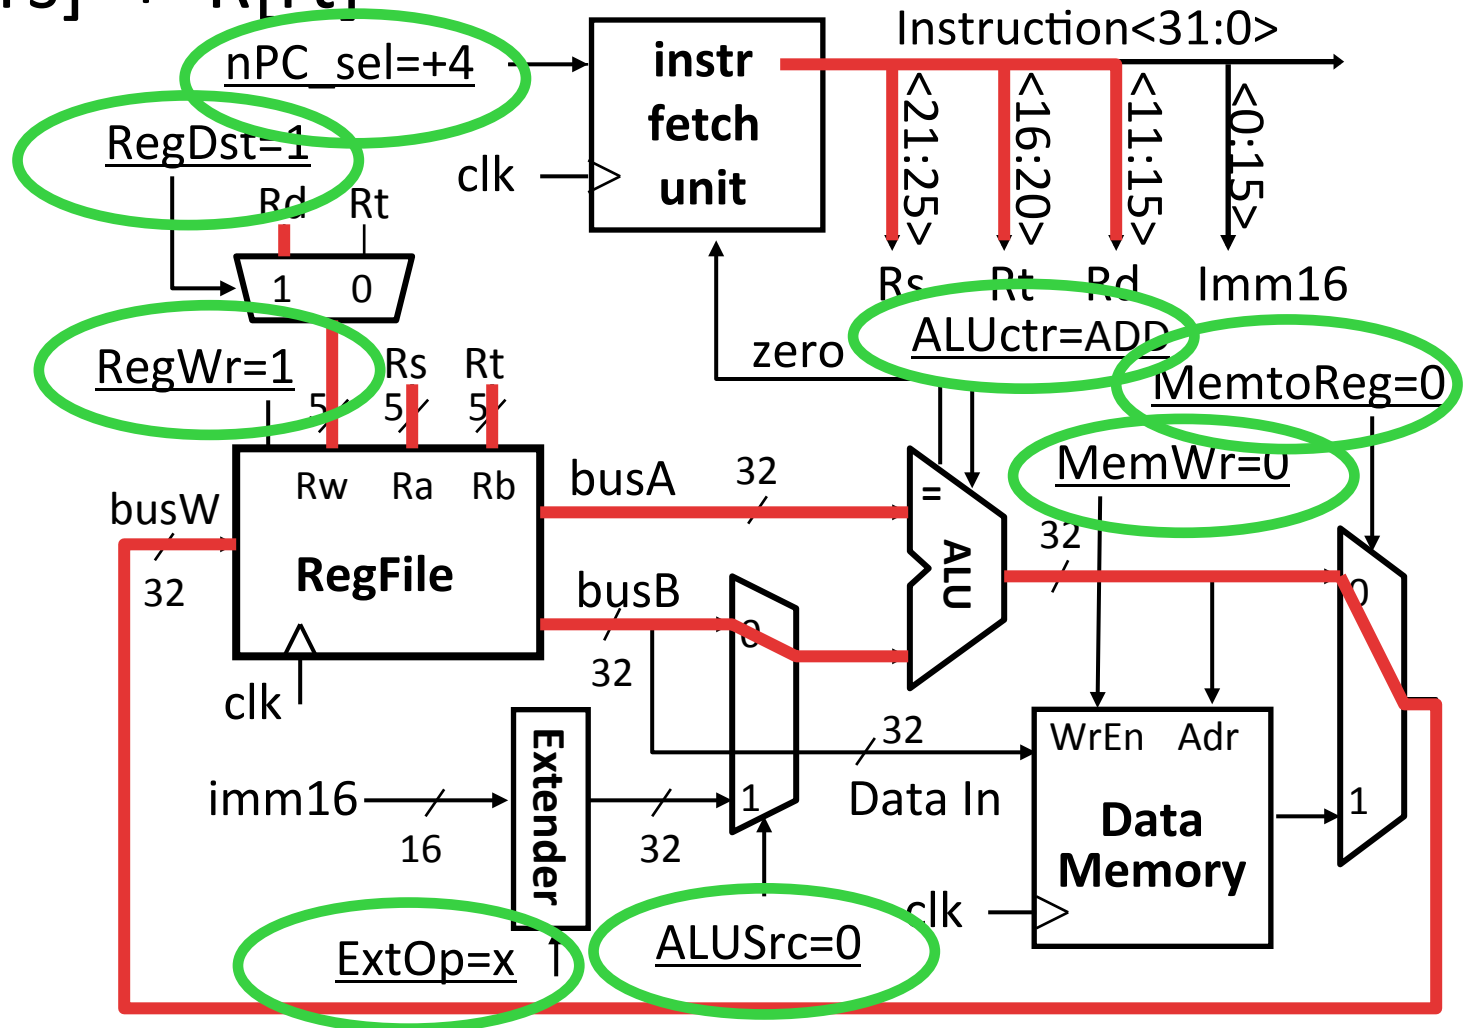 rs] + R[rt]
nPC_sel=+4
RegDst=1
Rd Rt
1 0
RegWr=1
instr
fetch
unit
clk
Instruction<31:0>
<21:25>
<16:20>
<11:15>
<0:15>
Rs Rt Rd Imm16
zero
ALUctr=ADD
MemtoReg=0
MemWr=0
Rs Rt
5 5 5
Rw Ra Rb
RegFile
busW
32
clk
busA
32
busB
32
=
ALU
32
0
1
imm16
16
Extender
32
ExtOp=x
ALUSrc=0
32
Data In
WrEn Adr
Data
Memory
clk
0
1